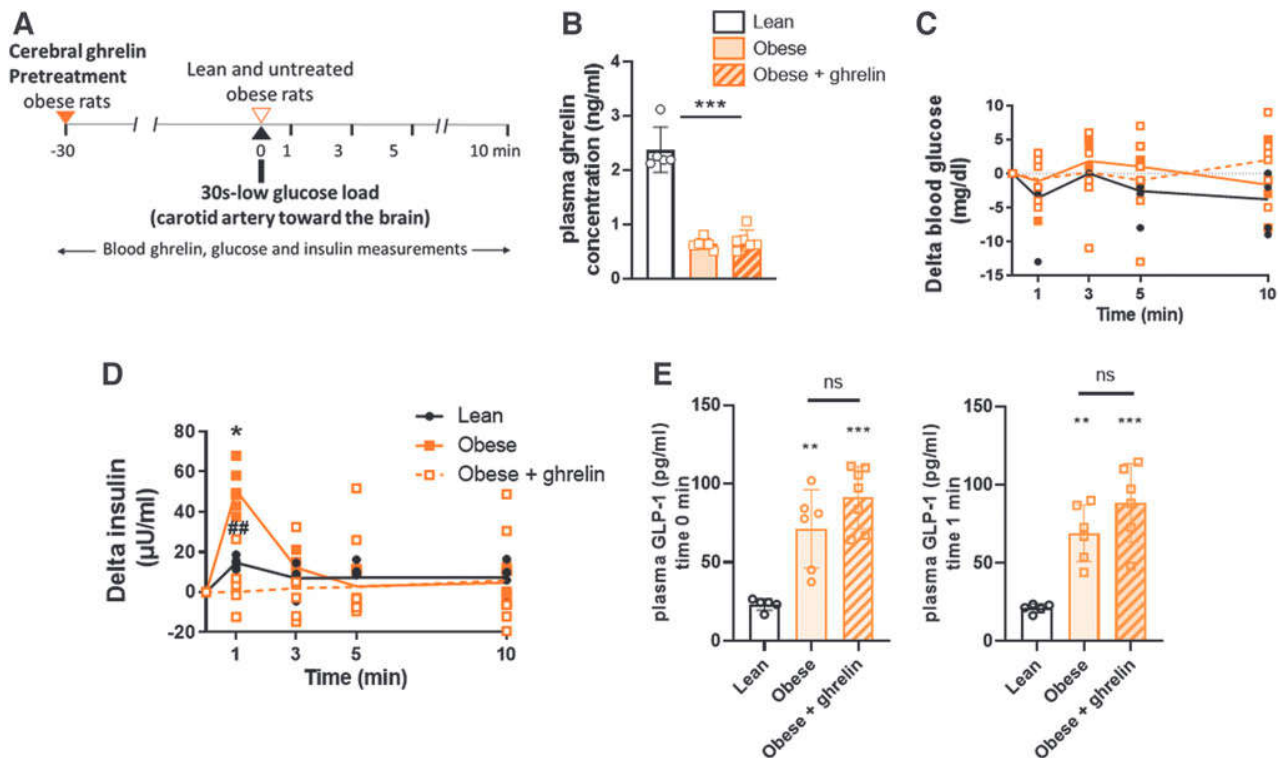 A
Cerebral ghrelin
Pretreatment
obese rats
Lean and untreated
obese rats
-30
0
1
3
5
10 min
30s-low glucose load
(carotid artery toward the brain)
Blood ghrelin, glucose and insulin measurements
B
Lean
Obese
Obese + ghrelin
plasma ghrelin
concentration (ng/ml)
4
3
2
1
0
***
C
Delta blood glucose
(mg/dl)
10
5
0
-5
-10
-15
1
3
5
10
Time (min)
D
Lean
Obese
Obese + ghrelin
Delta insulin
(µU/ml)
80
60
40
20
0
-20
*
##
1
3
5
10
Time (min)
E
plasma GLP-1 (pg/ml)
time 0 min
150
100
50
0
ns
**
***
Lean
Obese
Obese + ghrelin
plasma GLP-1 (pg/ml)
time 1 min
150
100
50
0
ns
**
***
Lean
Obese
Obese + ghrelin